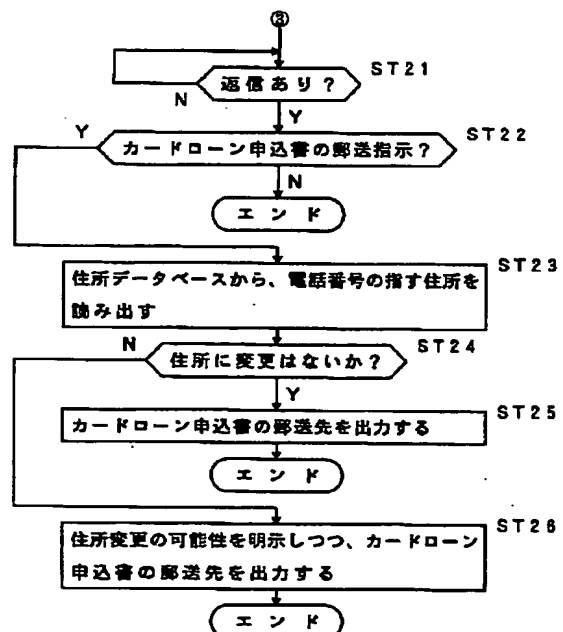 ③
返信あり？
ST21
N
Y
Y
カードローン申込書の郵送指示？
ST22
N
エンド
住所データベースから、電話番号の指す住所を
読み出す
ST23
N
住所に変更はないか？
ST24
Y
カードローン申込書の郵送先を出力する
ST25
エンド
住所変更の可能性を明示しつつ、カードローン
申込書の郵送先を出力する
ST26
エンド